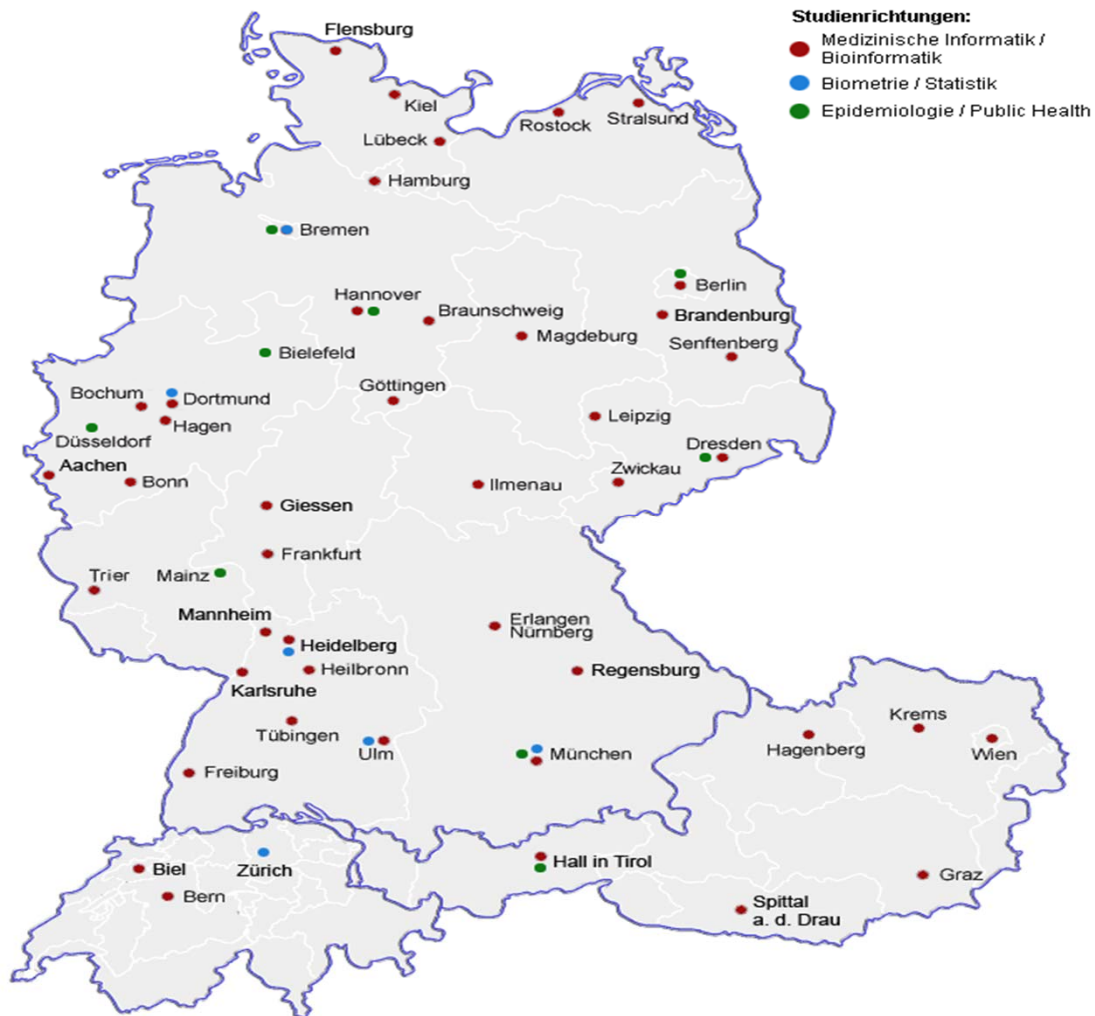 Studienrichtungen:
Medizinische Informatik /
Bioinformatik
Biometrie / Statistik
Epidemiologie / Public Health
Flensburg
Kiel
Rostock
Stralsund
Lübeck
Hamburg
Bremen
Berlin
Hannover
Braunschweig
Brandenburg
Magdeburg
Senftenberg
Bielefeld
Göttingen
Bochum
Dortmund
Hagen
Leipzig
Düsseldorf
Dresden
Aachen
Zwickau
Bonn
Ilmenau
Giessen
Frankfurt
Trier
Mainz
Mannheim
Erlangen
Nürnberg
Heidelberg
Heilbronn
Regensburg
Karlsruhe
Tübingen
Ulm
München
Krems
Hagenberg
Wien
Freiburg
Hall in Tirol
Biel
Zürich
Graz
Bern
Spittal
a. d. Drau